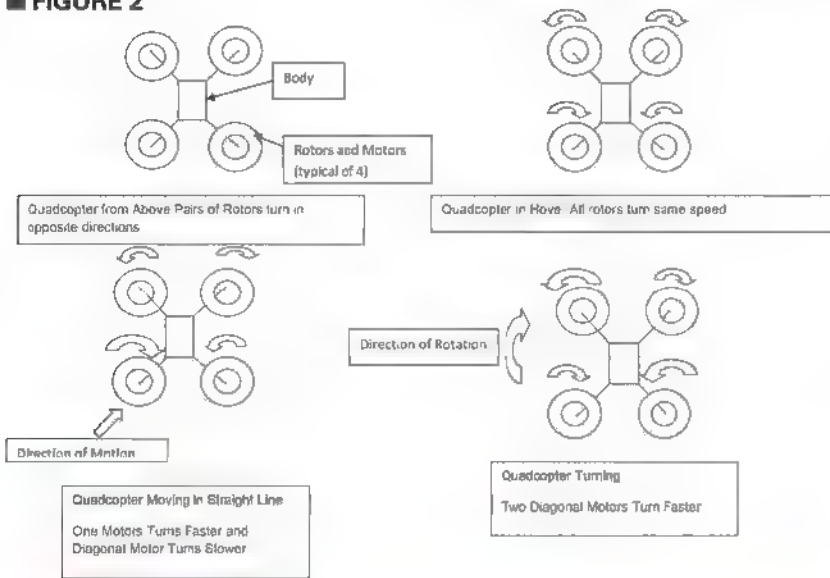 FIGURE 2
Body
Rotors and Motors
(typical of 4)
Quadcopter from Above Pairs of Rotors turn in
opposite directions
Quadcopter in Hove All rotors turn same speed
Direction of Rotation
Direction of Motion
Quadcopter Moving in Straight Line
One Motors Turns Faster and
Diagonal Motor Turns Slower
Quadcopter Turning
Two Diagonal Motors Turn Faster